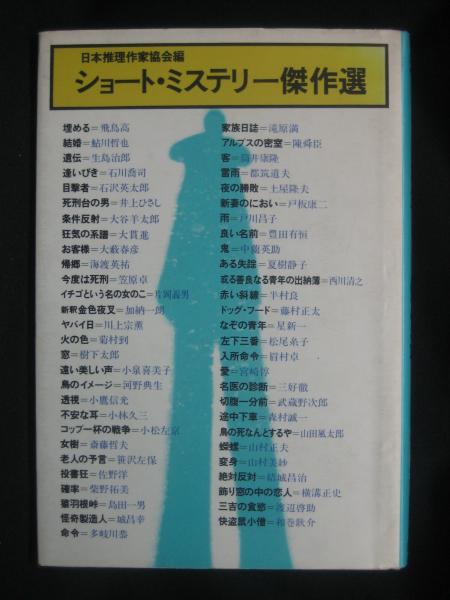 日本推理作家協会編
ショート・ミステリー傑作選
埋める＝飛鳥高
結婚＝鮎川哲也
遺伝＝生島治郎
逢いびき＝石川喬司
目撃者＝石沢英太郎
死刑台の男＝井上ひさし
条件反射＝大谷羊太郎
狂気の系譜＝大貫進
お客様＝大藪春彦
帰郷＝海渡英祐
今度は死刑＝笠原卓
イチゴという名の女のこ＝片岡義男
新釈金色夜叉＝加納一朗
ヤバイ日＝川上宗薫
火の色＝菊村到
窓＝樹下太郎
遠い美しい声＝小泉喜美子
鳥のイメージ＝河野典生
透視＝小鷹信光
不安な耳＝小林久三
コップ一杯の戦争＝小松左京
女樹＝斎藤哲夫
老人の予言＝笹沢左保
投書狂＝佐野洋
確率＝柴野拓美
猿羽根峠＝島田一男
怪奇製造人＝城昌幸
命令＝多岐川恭
家族日誌＝滝原満
アルプスの密室＝陳舜臣
客＝筒井康隆
雷雨＝都筑道夫
夜の勝敗＝土屋隆夫
新妻のにおい＝戸板康二
雨＝戸川昌子
良い名前＝豊田有恒
鬼＝中薗英助
ある失踪＝夏樹静子
或る善良なる青年の出納簿＝西川清之
赤い斜線＝半村良
ドッグ・フード＝藤村正太
なぞの青年＝星新一
左下三番＝松尾糸子
入所命令＝眉村卓
愛＝宮崎惇
名医の診断＝三好徹
切腹一分前＝武蔵野次郎
途中下車＝森村誠一
鳥の死なんとするや＝山田風太郎
蠑螺＝山村正夫
変身＝山村美紗
絶対反対＝結城昌治
飾り窓の中の恋人＝横溝正史
三吉の食慾＝渡辺啓助
快盗鼠小僧＝和巻耿介